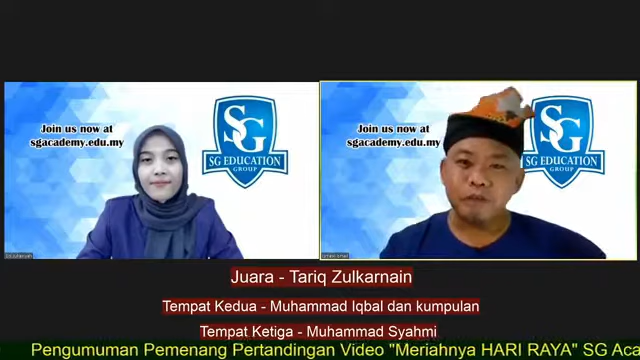 Join us now at
sgacademy.edu.my
SG
SG EDUCATION
GROUP
Join us now at
sgacademy.edu.my
SG
SG EDUCATION
GROUP
Juara - Tariq Zulkarnain
Tempat Kedua - Muhammad Iqbal dan kumpulan
Tempat Ketiga - Muhammad Syahmi
Pengumuman Pemenang Pertandingan Video "Meriahnya HARI RAYA" SG Aca